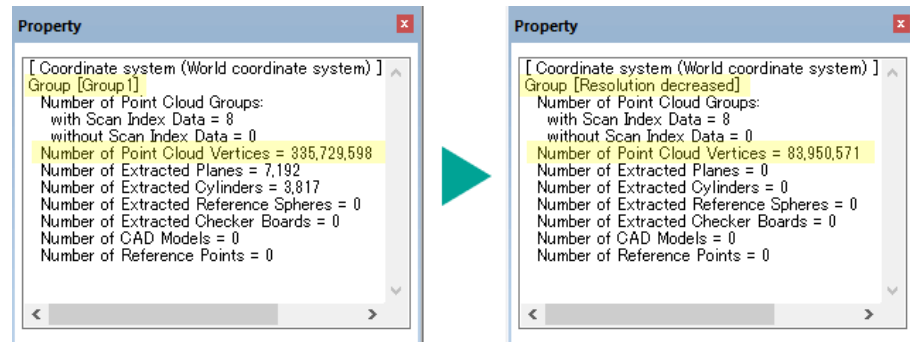 Property
[ Coordinate system (World coordinate system) ]
Group [Group1]
Number of Point Cloud Groups:
with Scan Index Data = 8
without Scan Index Data = 0
Number of Point Cloud Vertices = 335,729,598
Number of Extracted Planes = 7,192
Number of Extracted Cylinders = 3,817
Number of Extracted Reference Spheres = 0
Number of Extracted Checker Boards = 0
Number of CAD Models = 0
Number of Reference Points = 0
Property
[ Coordinate system (World coordinate system) ]
Group [Resolution decreased]
Number of Point Cloud Groups:
with Scan Index Data = 8
without Scan Index Data = 0
Number of Point Cloud Vertices = 83,950,571
Number of Extracted Planes = 0
Number of Extracted Cylinders = 0
Number of Extracted Reference Spheres = 0
Number of Extracted Checker Boards = 0
Number of CAD Models = 0
Number of Reference Points = 0